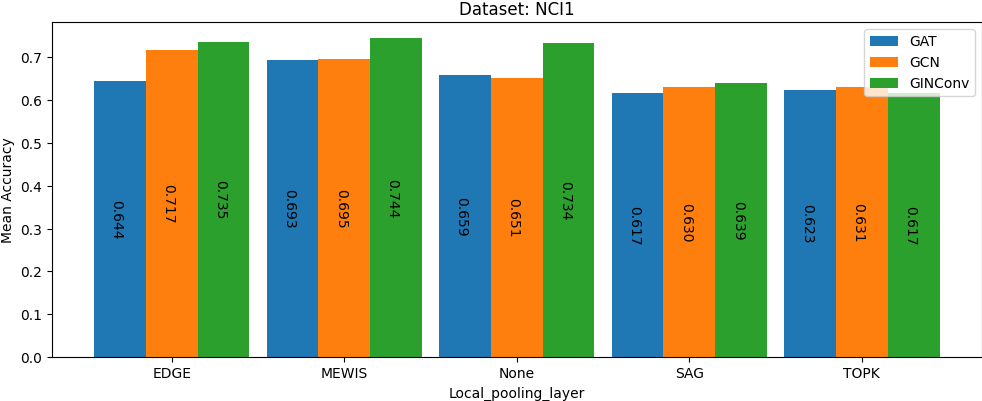 Dataset: NCI1
GAT
GCN
GINConv
Mean Accuracy
0.7
0.6
0.5
0.4
0.3
0.2
0.1
0.0
0.644
0.717
0.735
0.693
0.695
0.744
0.659
0.651
0.734
0.617
0.630
0.639
0.623
0.631
0.617
EDGE
MEWIS
None
SAG
TOPK
Local_pooling_layer